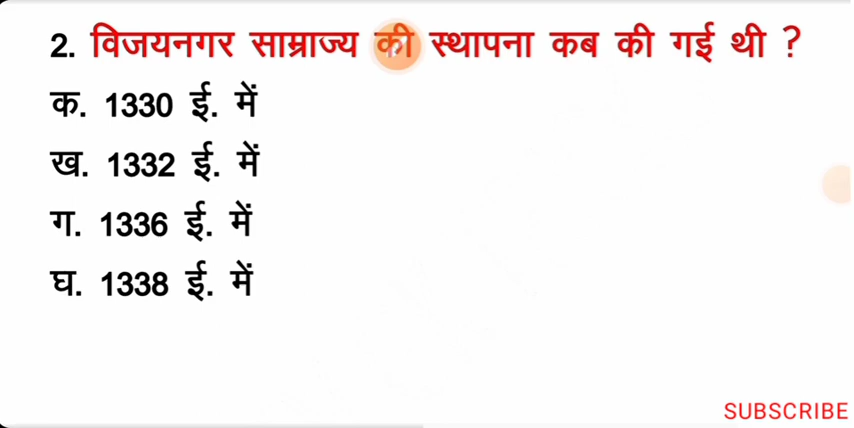 2. विजयनगर साम्राज्य की स्थापना कब की गई थी ?
क. 1330 ई. में
ख. 1332 ई. में
ग. 1336 ई. में
घ. 1338 ई. में
SUBSCRIBE